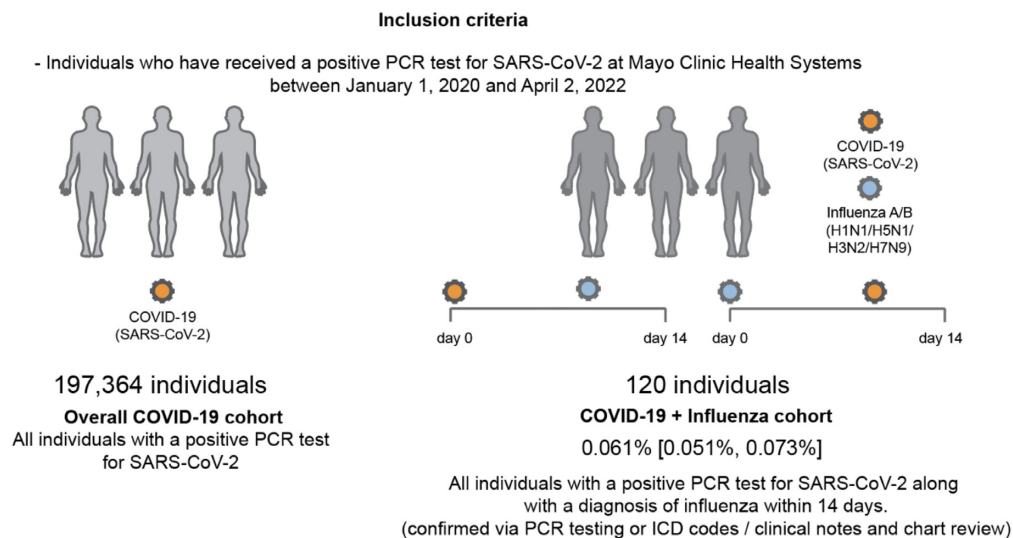 Inclusion criteria
- Individuals who have received a positive PCR test for SARS-CoV-2 at Mayo Clinic Health Systems
between January 1, 2020 and April 2, 2022
COVID-19
(SARS-CoV-2)
Influenza A/B
(H1N1/H5N1/
H3N2/H7N9)
COVID-19
(SARS-CoV-2)
day 0
day 14
day 0
day 14
197,364 individuals
Overall COVID-19 cohort
All individuals with a positive PCR test
for SARS-CoV-2
120 individuals
COVID-19 + Influenza cohort
0.061% [0.051%, 0.073%]
All individuals with a positive PCR test for SARS-CoV-2 along
with a diagnosis of influenza within 14 days.
(confirmed via PCR testing or ICD codes / clinical notes and chart review)